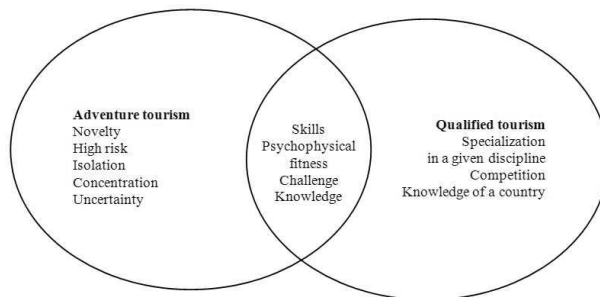 Adventure tourism
Novelty
High risk
Isolation
Concentration
Uncertainty
Skills
Psychophysical
fitness
Challenge
Knowledge
Qualified tourism
Specialization
in a given discipline
Competition
Knowledge of a country